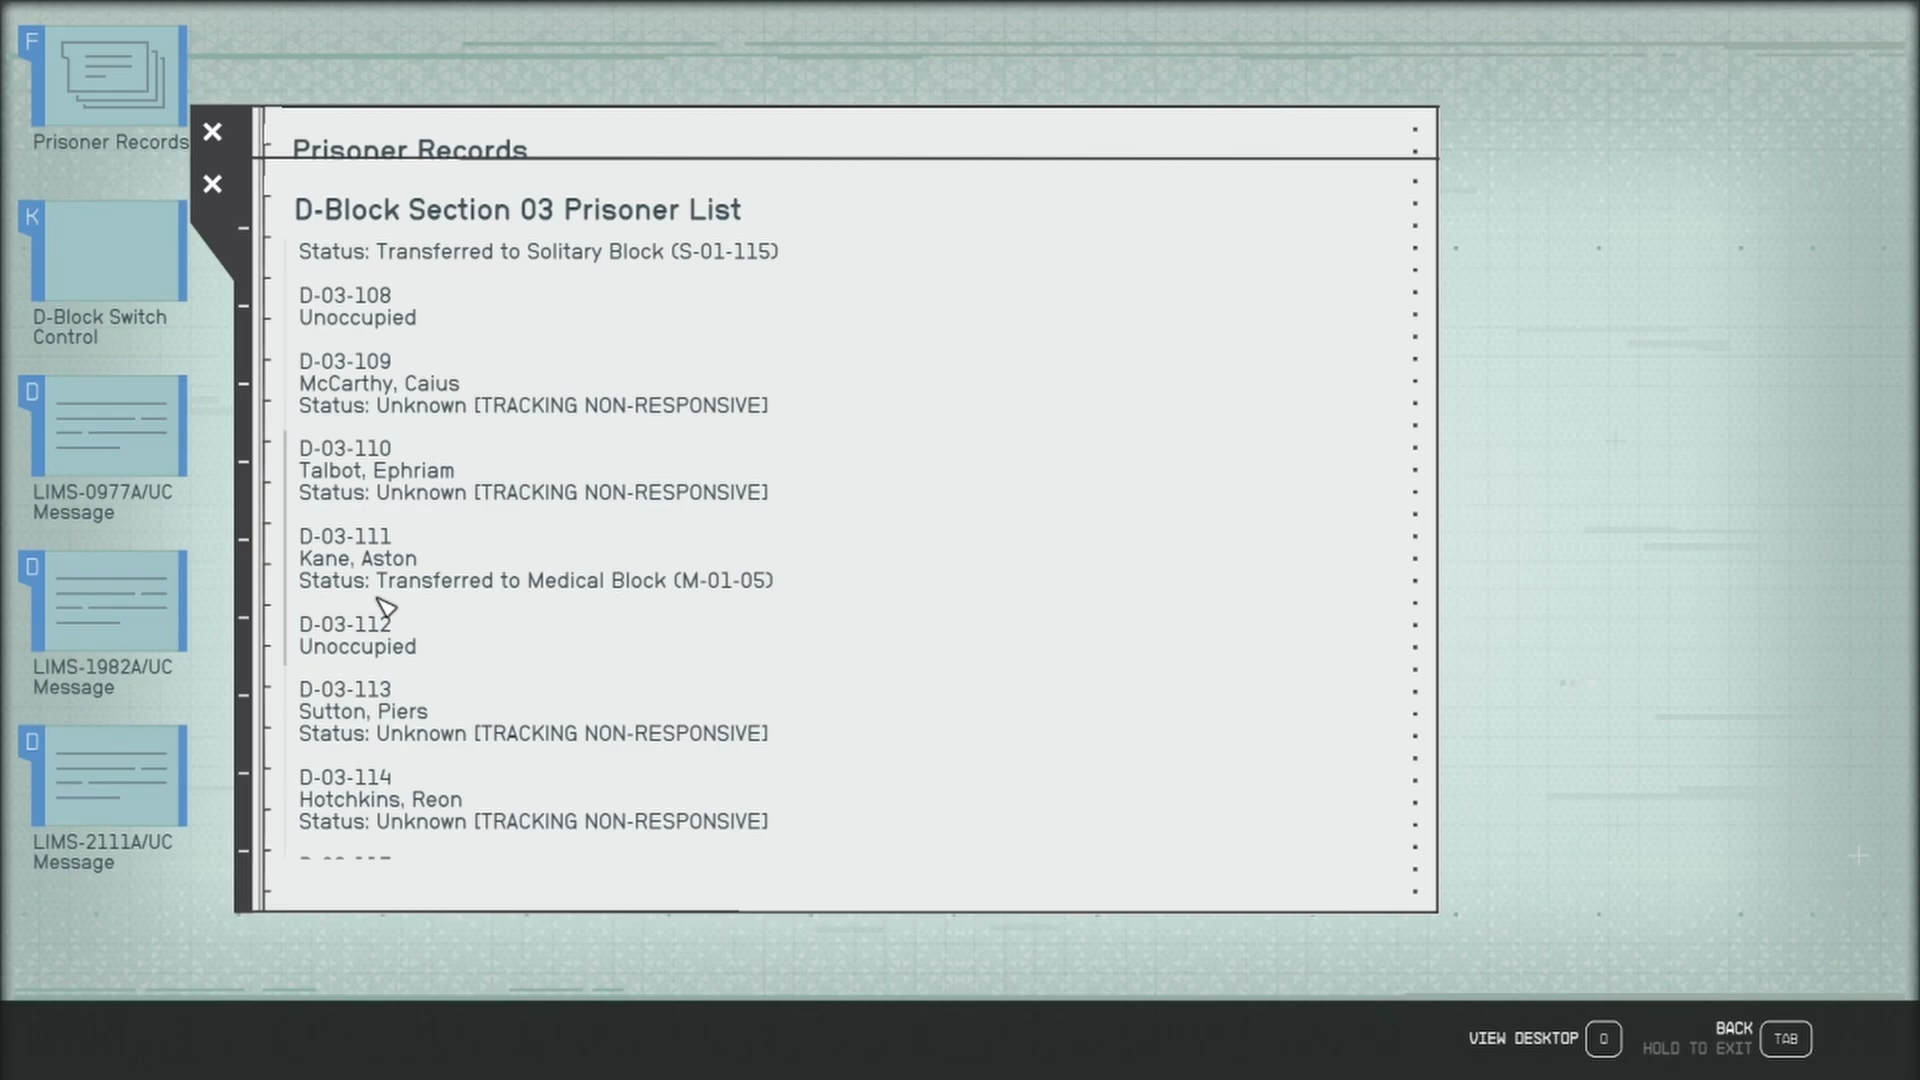 F
Prisoner Records
K
D-Block Switch
Control
D
LIMS-0977A/UC
Message
D
LIMS-1982A/UC
Message
D
LIMS-2111A/UC
Message
Prisoner Records
D-Block Section 03 Prisoner List
Status: Transferred to Solitary Block (S-01-115)
D-03-108
Unoccupied
D-03-109
McCarthy, Caius
Status: Unknown [TRACKING NON-RESPONSIVE]
D-03-110
Talbot, Ephriam
Status: Unknown [TRACKING NON-RESPONSIVE]
D-03-111
Kane, Aston
Status: Transferred to Medical Block (M-01-05)
D-03-112
Unoccupied
D-03-113
Sutton, Piers
Status: Unknown [TRACKING NON-RESPONSIVE]
D-03-114
Hotchkins, Reon
Status: Unknown [TRACKING NON-RESPONSIVE]
VIEW DESKTOP Q
BACK TAB
HOLD TO EXIT